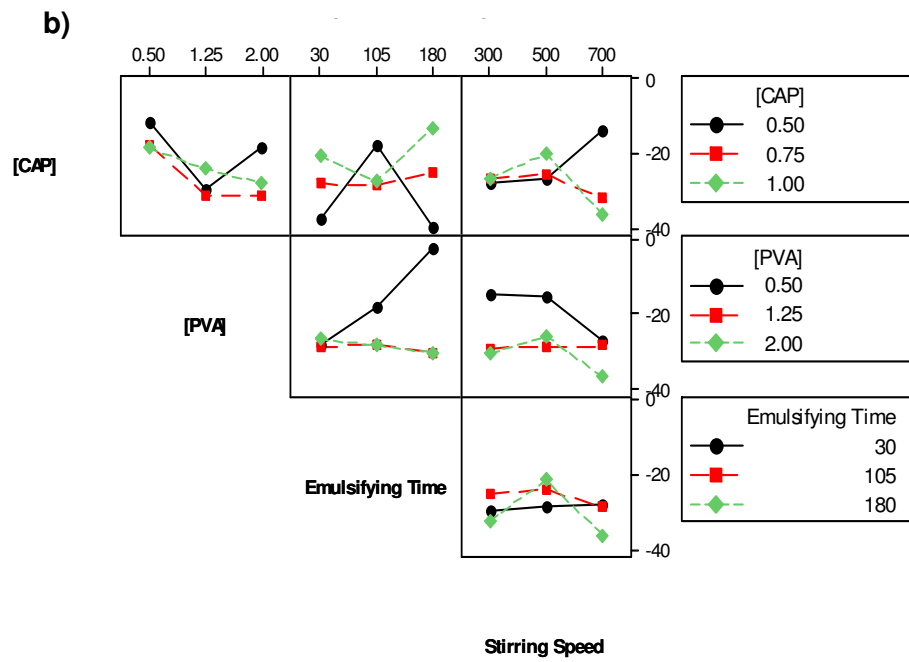 b)
0.50 1.25 2.00 30 105 180 300 500 700
0
[CAP]
0.50
[CAP] -20
0.75
1.00
-40
0
[PVA]
0.50
[PVA] -20
1.25
2.00
-40
0
Emulsifying Time
30
Emulsifying Time -20
105
180
-40
Stirring Speed